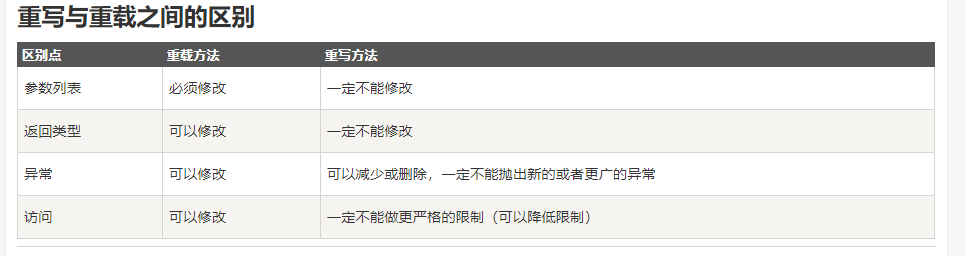 重写与重载之间的区别
区别点 重载方法 重写方法
参数列表 必须修改 一定不能修改
返回类型 可以修改 一定不能修改
异常 可以修改 可以减少或删除，一定不能抛出新的或者更广的异常
访问 可以修改 一定不能做更严格的限制（可以降低限制）